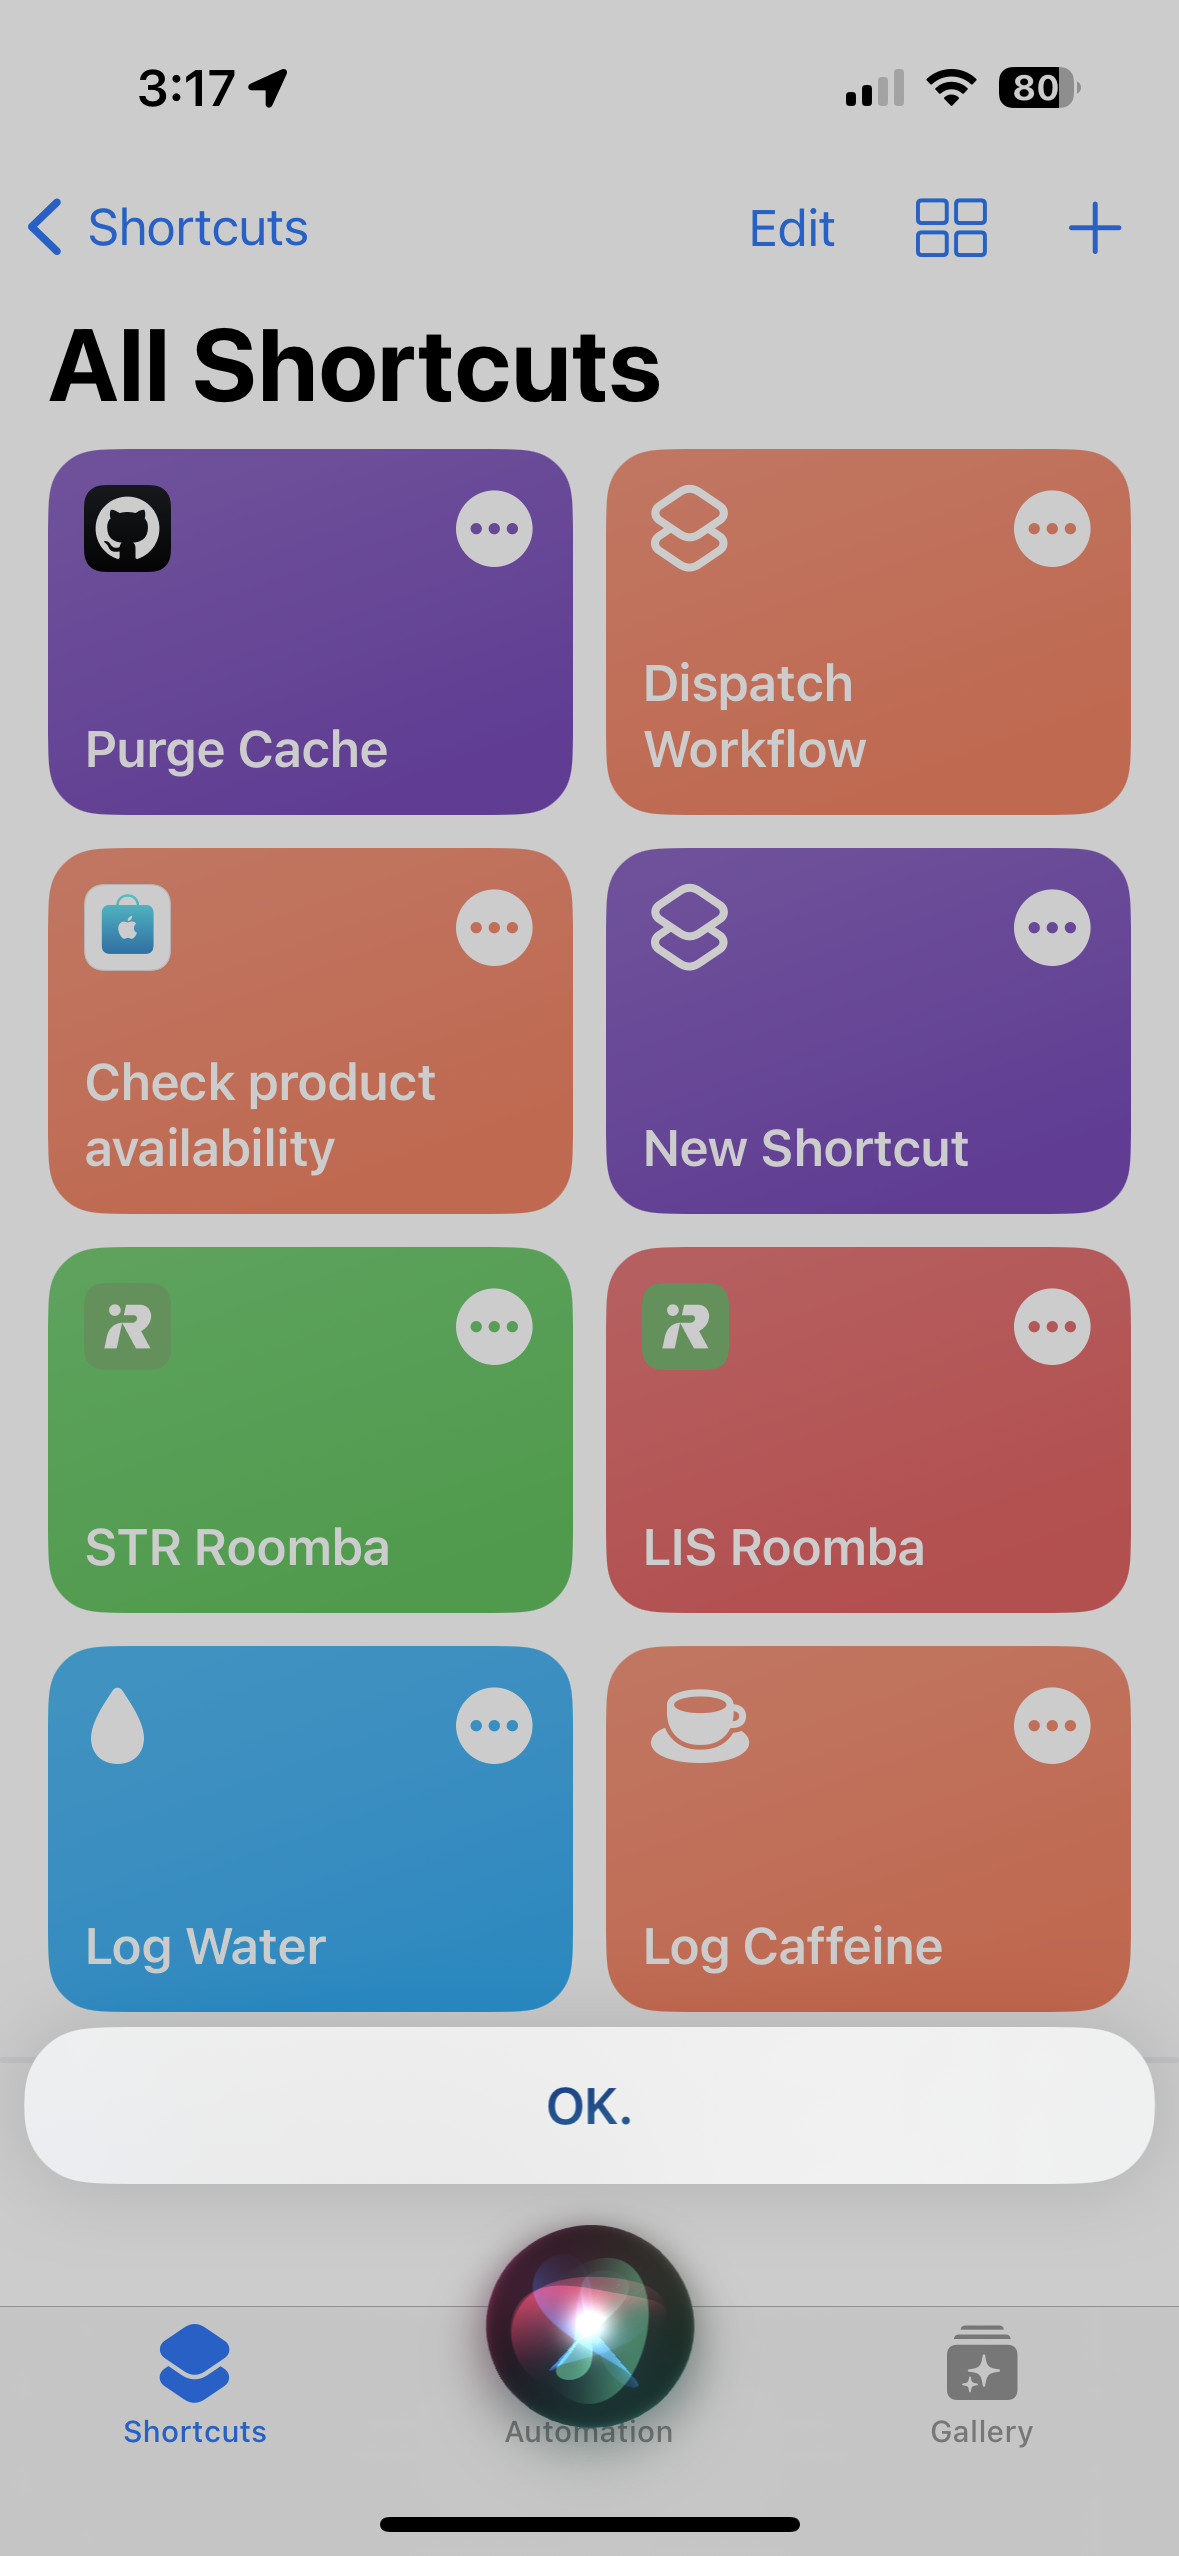 3:17
80
Shortcuts
Edit
All Shortcuts
Purge Cache
Dispatch
Workflow
Check product
availability
New Shortcut
STR Roomba
LIS Roomba
Log Water
Log Caffeine
OK.
Shortcuts
Automation
Gallery